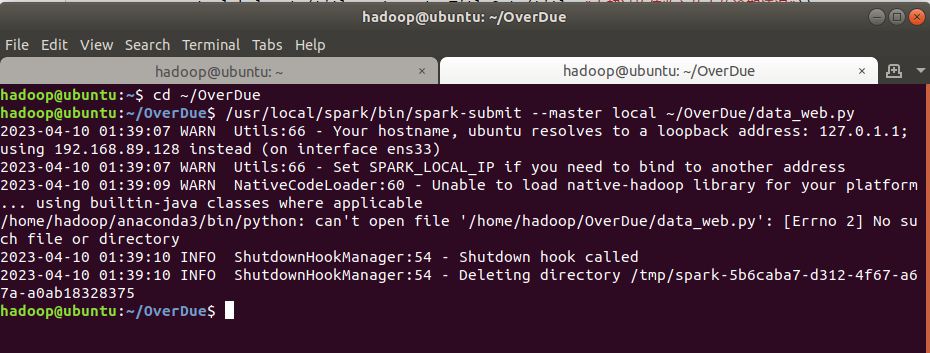 hadoop@ubuntu: ~/OverDue
File Edit View Search Terminal Tabs Help
hadoop@ubuntu: ~ × hadoop@ubuntu: ~/OverDue ×
hadoop@ubuntu:~$ cd ~/OverDue
hadoop@ubuntu:~/OverDue$ /usr/local/spark/bin/spark-submit --master local ~/OverDue/data_web.py
2023-04-10 01:39:07 WARN  Utils:66 - Your hostname, ubuntu resolves to a loopback address: 127.0.1.1;
using 192.168.89.128 instead (on interface ens33)
2023-04-10 01:39:07 WARN  Utils:66 - Set SPARK_LOCAL_IP if you need to bind to another address
2023-04-10 01:39:09 WARN  NativeCodeLoader:60 - Unable to load native-hadoop library for your platform
... using builtin-java classes where applicable
/home/hadoop/anaconda3/bin/python: can't open file '/home/hadoop/OverDue/data_web.py': [Errno 2] No su
ch file or directory
2023-04-10 01:39:10 INFO  ShutdownHookManager:54 - Shutdown hook called
2023-04-10 01:39:10 INFO  ShutdownHookManager:54 - Deleting directory /tmp/spark-5b6caba7-d312-4f67-a6
7a-a0ab18328375
hadoop@ubuntu:~/OverDue$